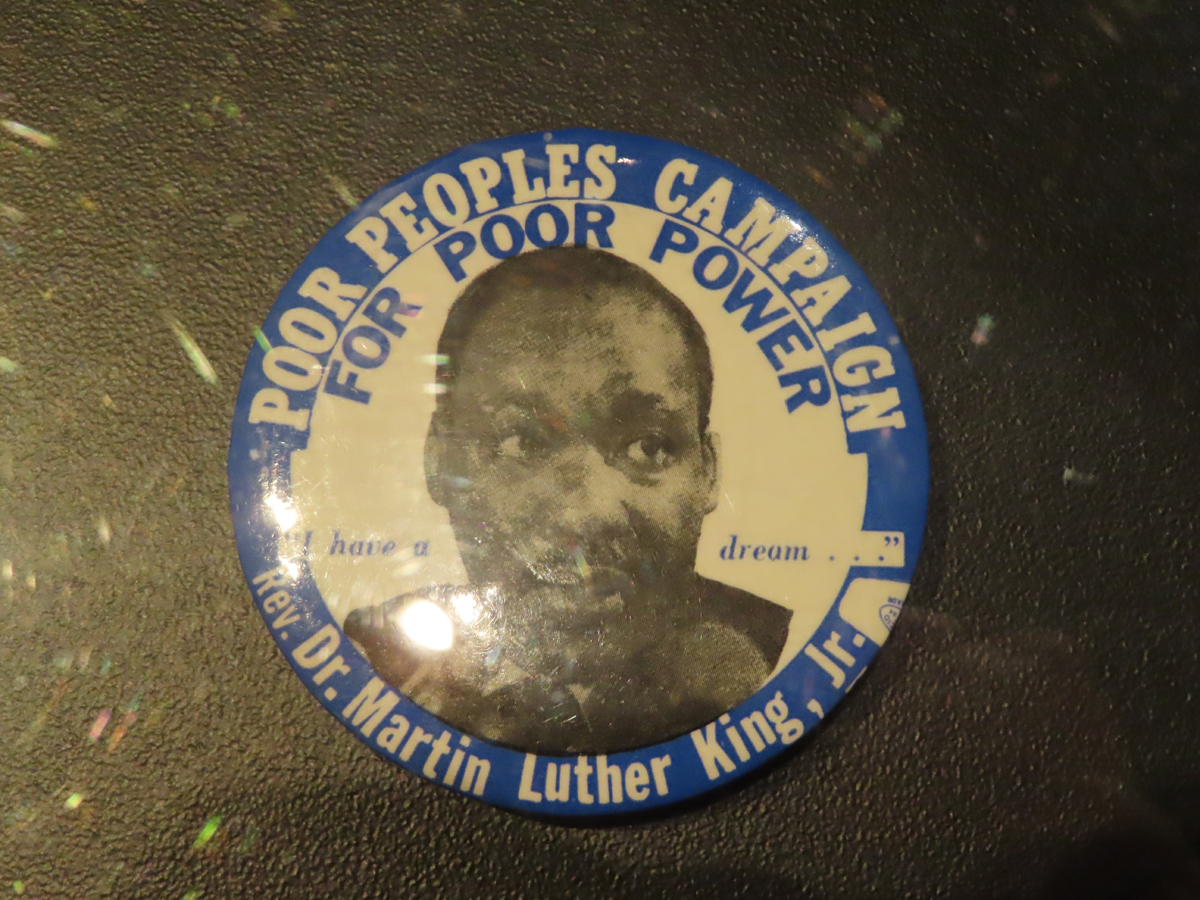 POOR PEOPLES CAMPAIGN
FOR POOR POWER
"I have a dream . . ."
Rev. Dr. Martin Luther King, Jr.